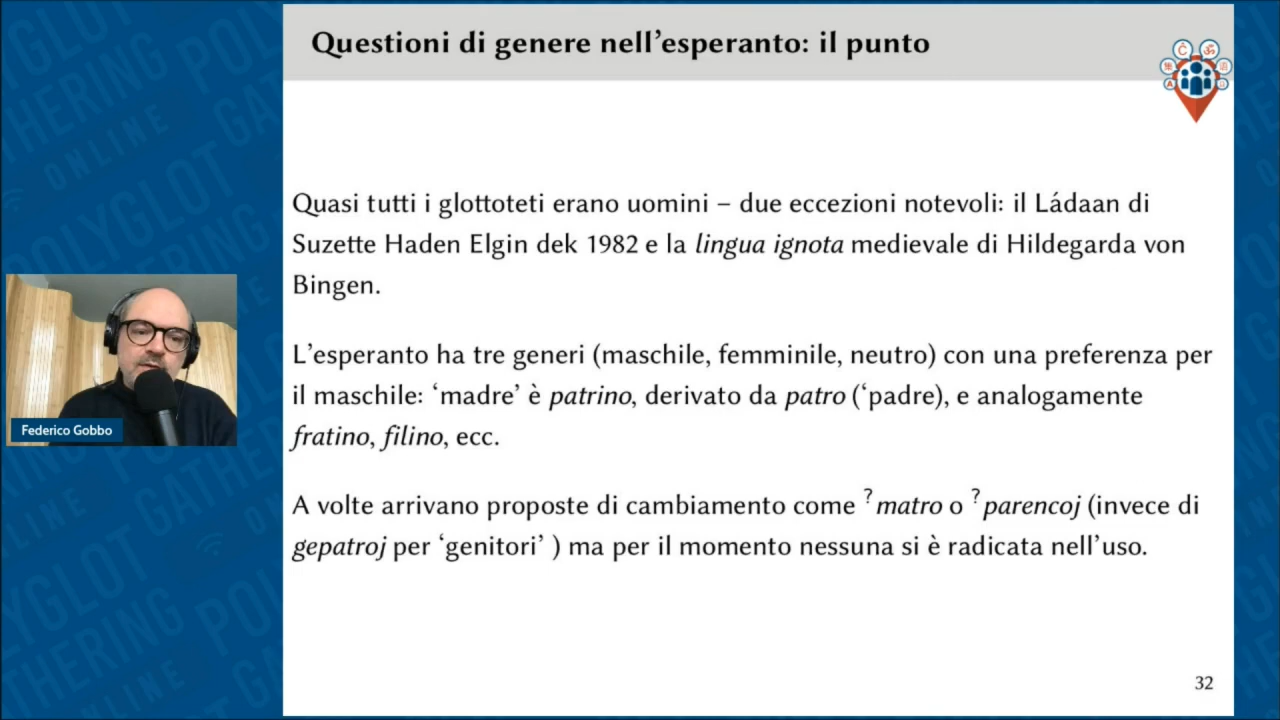 Questioni di genere nell’esperanto: il punto
Quasi tutti i glottoteti erano uomini – due eccezioni notevoli: il Ládaan di
Suzette Haden Elgin dek 1982 e la lingua ignota medievale di Hildegarda von
Bingen.
L’esperanto ha tre generi (maschile, femminile, neutro) con una preferenza per
il maschile: ‘madre’ è patrino, derivato da patro (‘padre), e analogamente
fratino, filino, ecc.
A volte arrivano proposte di cambiamento come ?matro o ?parencoj (invece di
gepatroj per ‘genitori’ ) ma per il momento nessuna si è radicata nell’uso.
32
Federico Gobbo
POLYGLOT
GATHERING
ONLINE